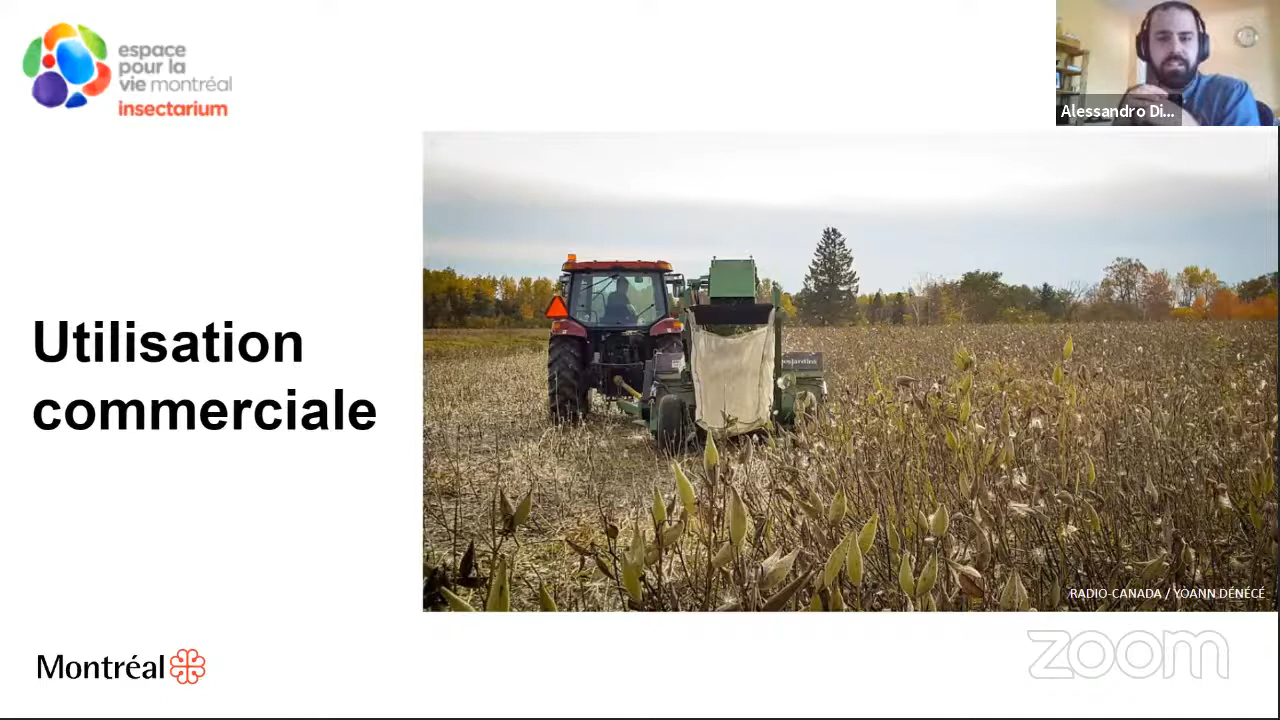 espace
pour la
vie montréal
insectarium
Alessandro Di...
Utilisation
commerciale
RADIO-CANADA / YOANN DÉNÉCÉ
Montréal
zoom